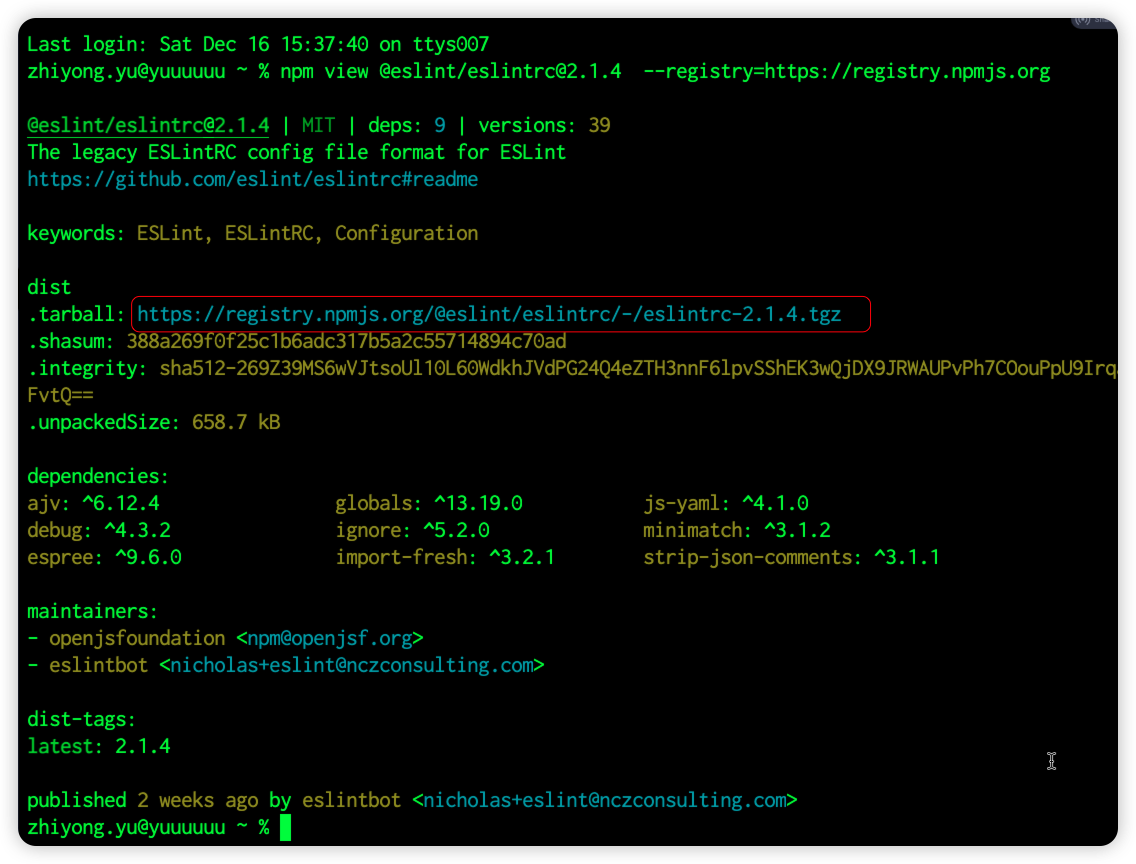 Last login: Sat Dec 16 15:37:40 on ttys007
zhiyong.yu@yuuuuuu ~ % npm view @eslint/eslintrc@2.1.4  --registry=https://registry.npmjs.org
@eslint/eslintrc@2.1.4 | MIT | deps: 9 | versions: 39
The legacy ESLintRC config file format for ESLint
https://github.com/eslint/eslintrc#readme
keywords: ESLint, ESLintRC, Configuration
dist
.tarball: https://registry.npmjs.org/@eslint/eslintrc/-/eslintrc-2.1.4.tgz
.shasum: 388a269f0f25c1b6adc317b5a2c55714894c70ad
.integrity: sha512-269Z39MS6wVJtsoUl10L60WdkhJVdPG24Q4eZTH3nnF6lpvSShEK3wQjDX9JRWAUPvPh7COouPpU9Irq
FvtQ==
.unpackedSize: 658.7 kB
dependencies:
ajv: ^6.12.4 globals: ^13.19.0 js-yaml: ^4.1.0
debug: ^4.3.2 ignore: ^5.2.0 minimatch: ^3.1.2
espree: ^9.6.0 import-fresh: ^3.2.1 strip-json-comments: ^3.1.1
maintainers:
- openjsfoundation <npm@openjsf.org>
- eslintbot <nicholas+eslint@nczconsulting.com>
dist-tags:
latest: 2.1.4
published 2 weeks ago by eslintbot <nicholas+eslint@nczconsulting.com>
zhiyong.yu@yuuuuuu ~ %